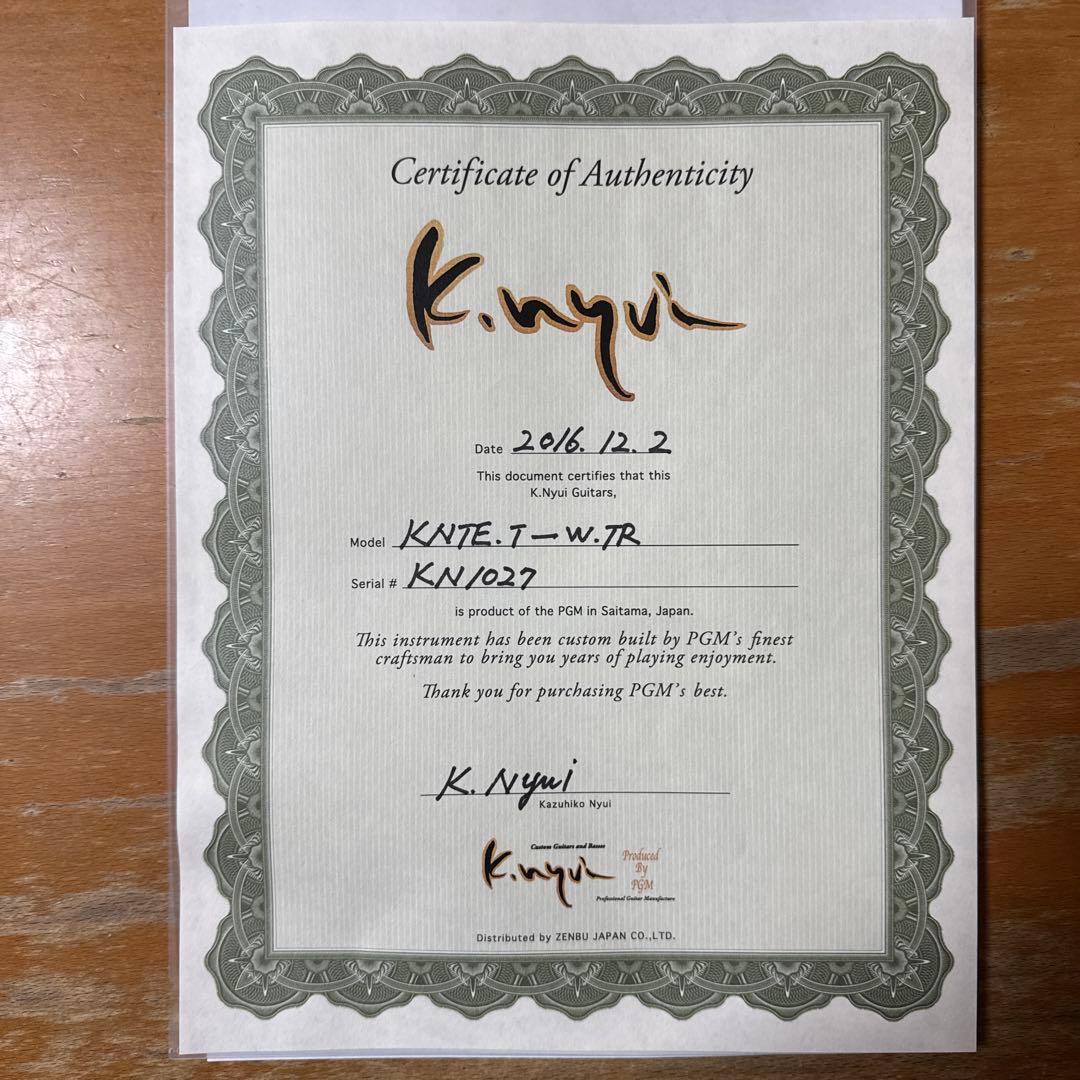 Certificate of Authenticity
K.nyui
Date 2016. 12. 2
This document certifies that this
K.Nyui Guitars,
Model KNTE.T-W.TR
Serial # KN1027
is product of the PGM in Saitama, Japan.
This instrument has been custom built by PGM's finest
craftsman to bring you years of playing enjoyment.
Thank you for purchasing PGM's best.
K. Nyui
Kazuhiko Nyui
Custom Guitars and Basses
K.nyui
Produced
By
PGM
Professional Guitar Manufacture
Distributed by ZENBU JAPAN CO.,LTD.